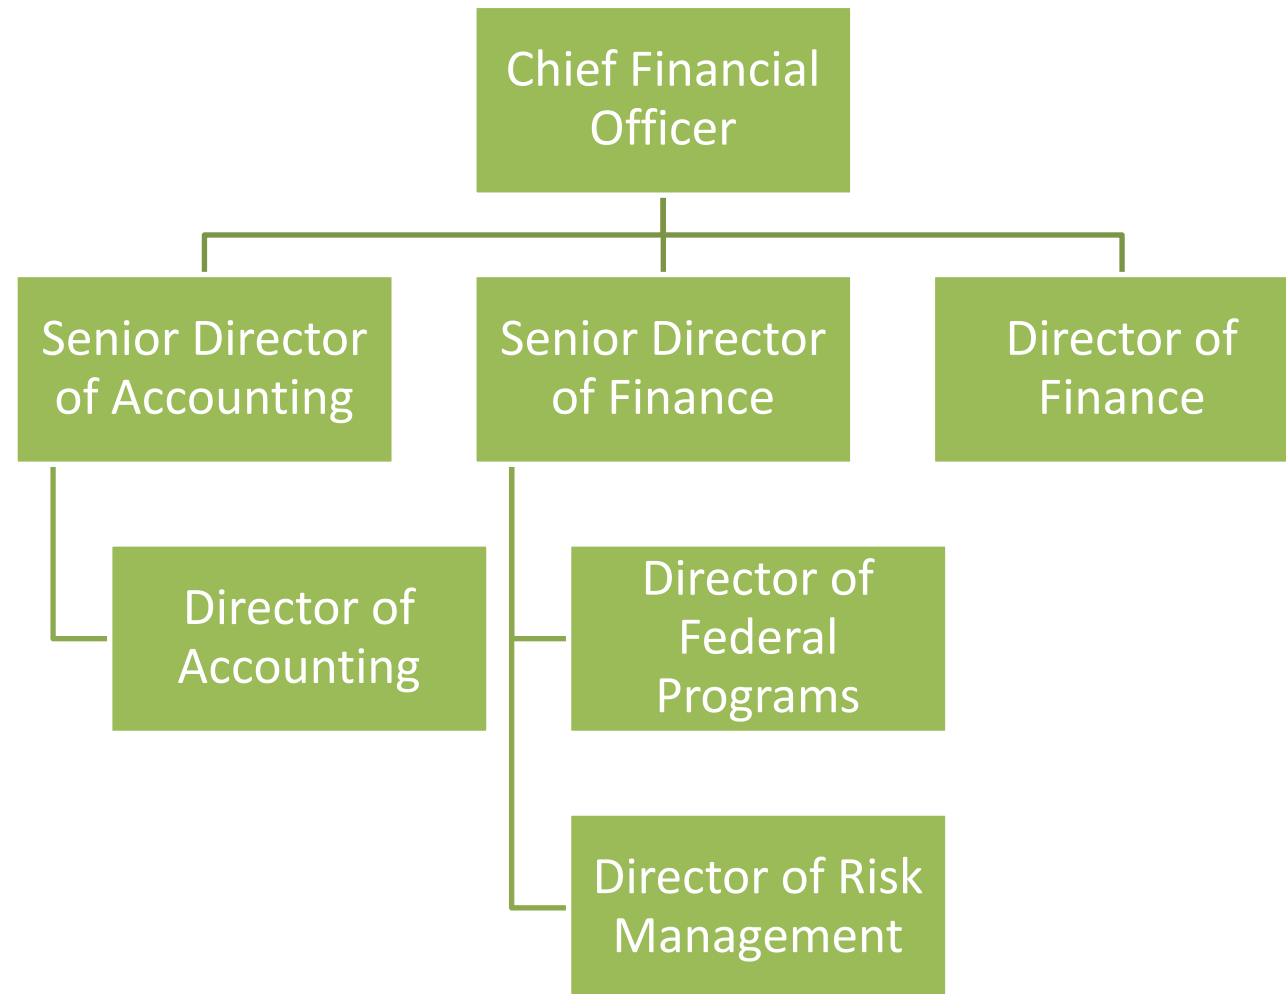 Chief Financial
Officer
Senior Director
of Accounting
Senior Director
of Finance
Director of
Finance
Director of
Accounting
Director of
Federal
Programs
Director of Risk
Management